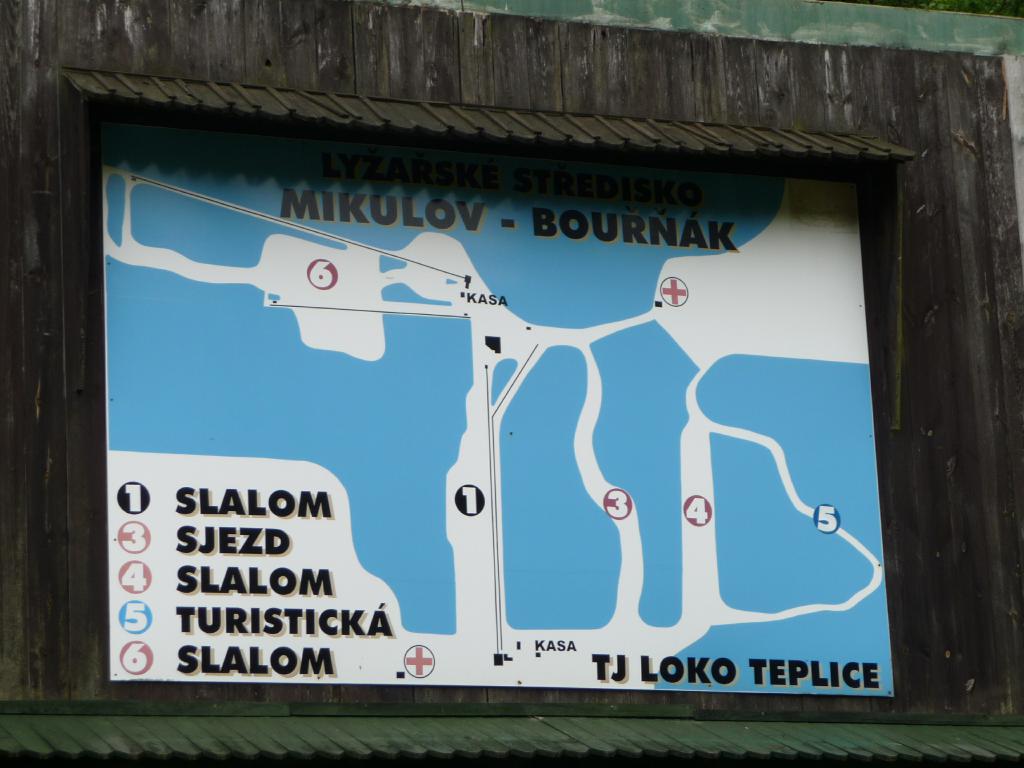 LYŽAŘSKÉ STŘEDISKO
MIKULOV - BOUŘŇÁK
6
KASA
1
3
4
5
1 SLALOM
3 SJEZD
4 SLALOM
5 TURISTICKÁ
6 SLALOM
KASA
TJ LOKO TEPLICE